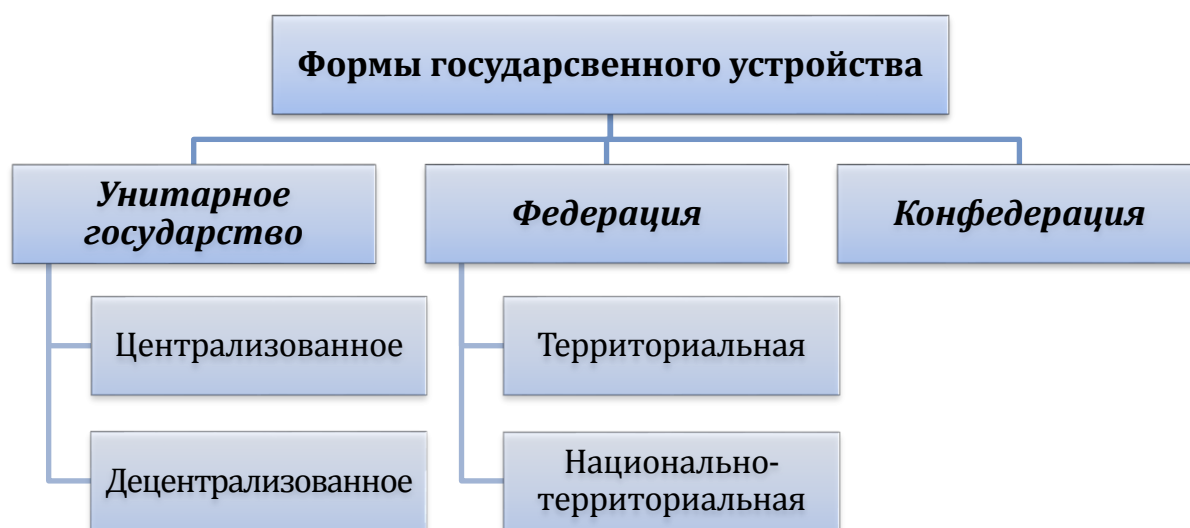 Формы государсвенного устройства
Унитарное
государство
Централизованное
Децентрализованное
Федерация
Территориальная
Национально-
территориальная
Конфедерация